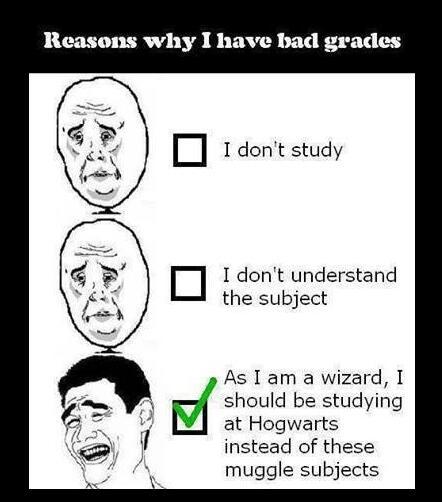 Reasons why I have bad grades
I don't study
I don't understand
the subject
As I am a wizard, I
should be studying
at Hogwarts
instead of these
muggle subjects